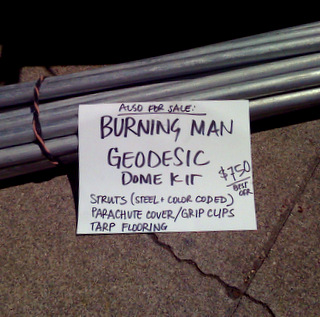 ALSO FOR SALE:
BURNING MAN
GEODESIC
DOME KIT
$750
BEST OFR
STRUTS (STEEL + COLOR CODED)
PARACHUTE COVER/GRIP CLIPS
TARP FLOORING